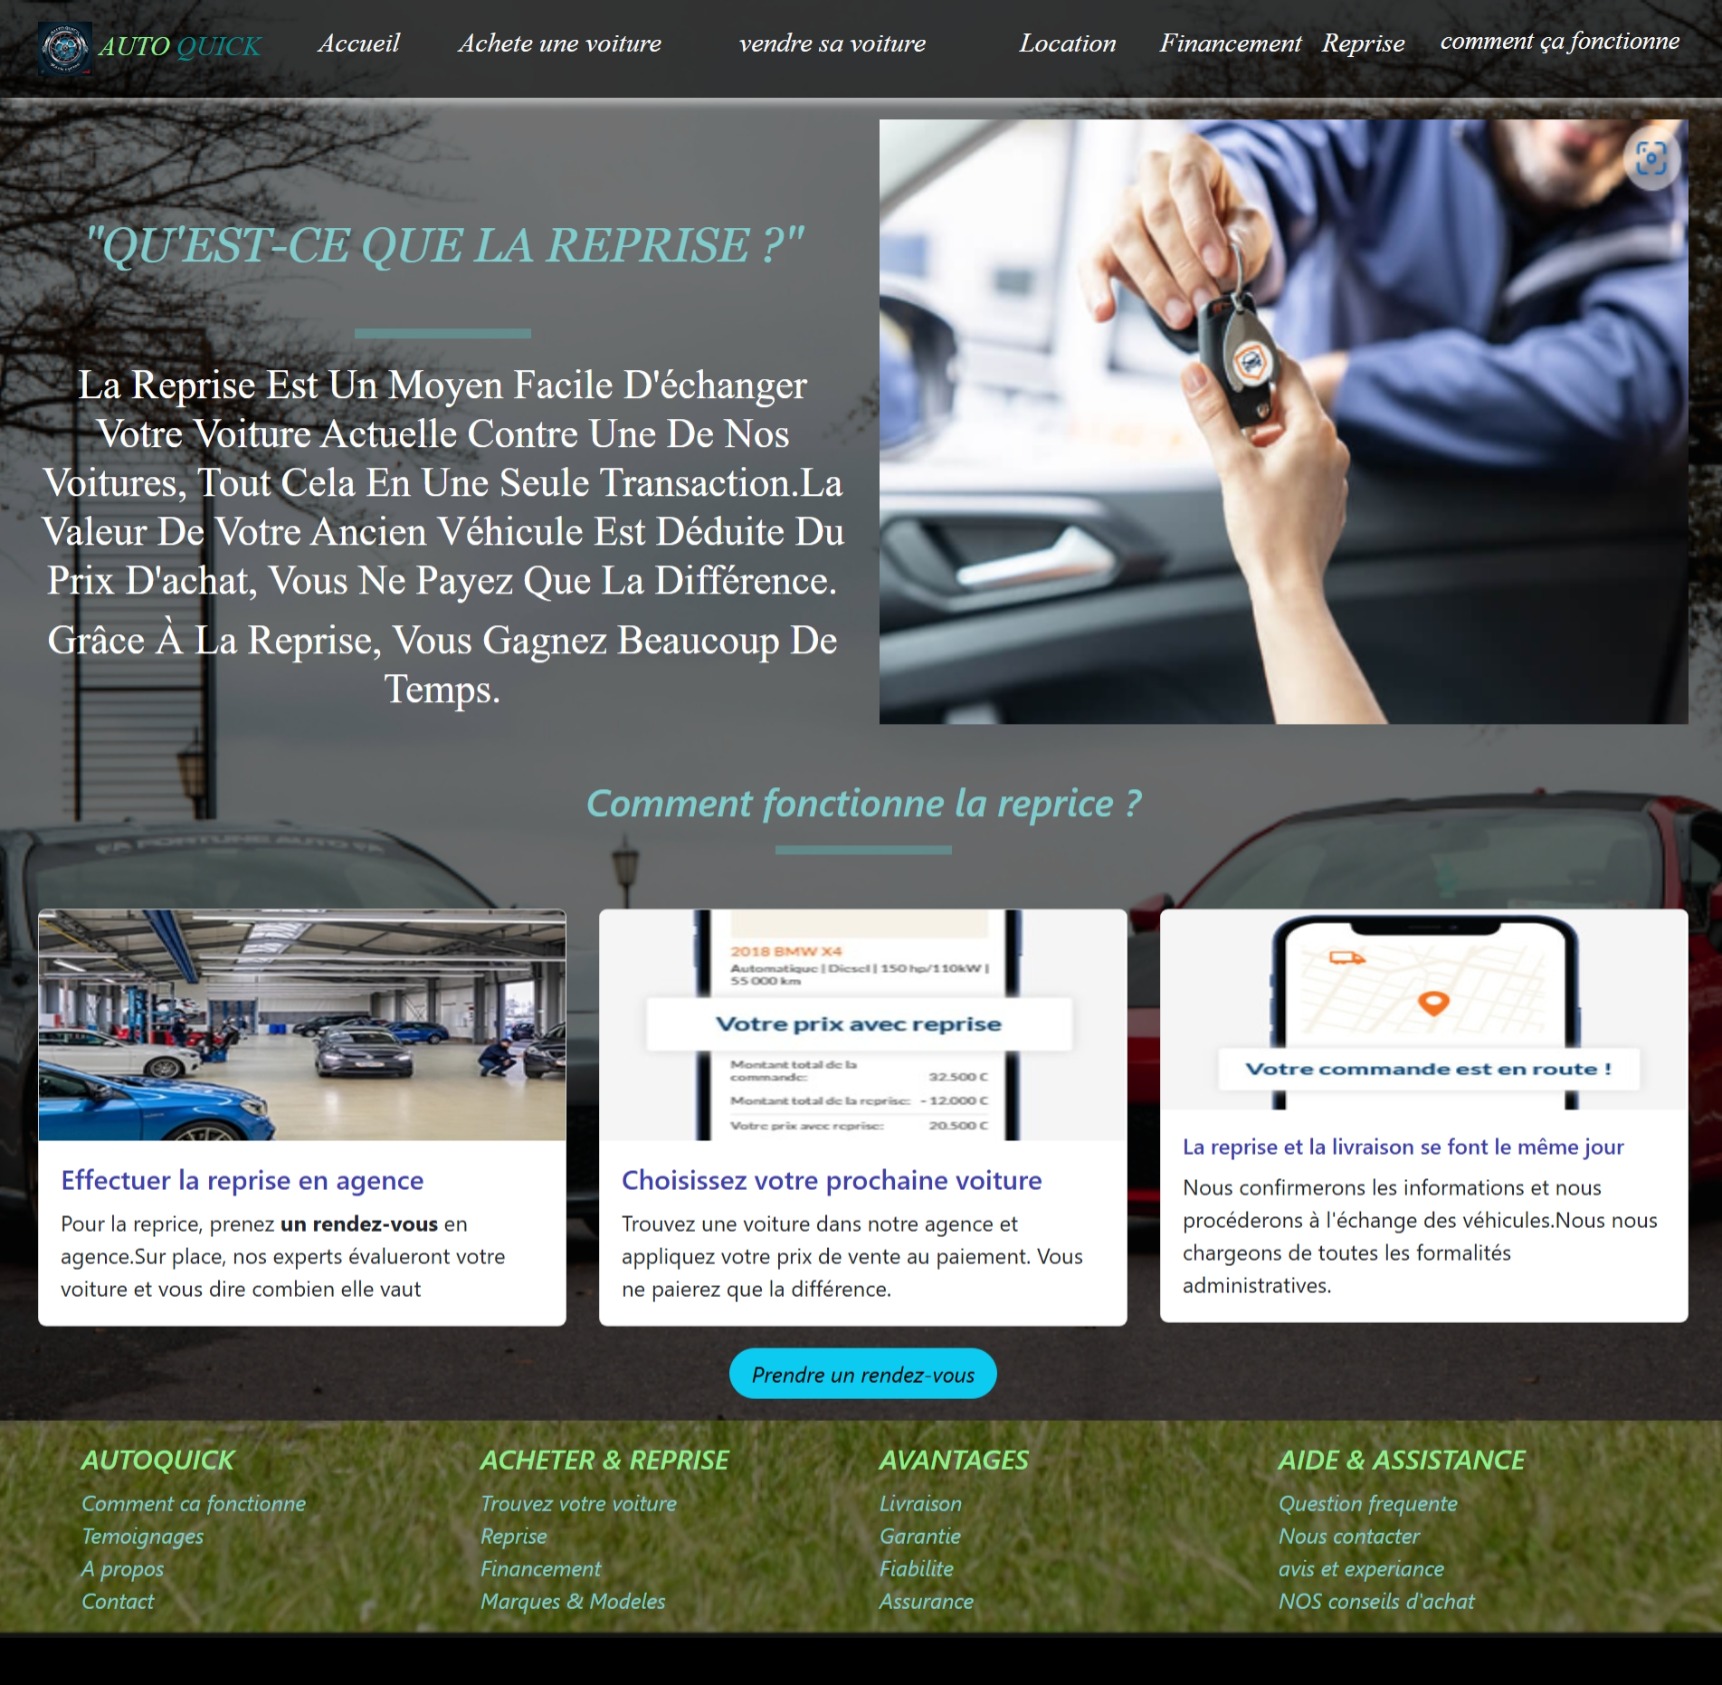 AUTO QUICK
Accueil
Achete une voiture
vendre sa voiture
Location
Financement
Reprise
comment ça fonctionne
"QU'EST-CE QUE LA REPRISE ?"
La Reprise Est Un Moyen Facile D'échanger
Votre Voiture Actuelle Contre Une De Nos
Voitures, Tout Cela En Une Seule Transaction.La
Valeur De Votre Ancien Véhicule Est Déduite Du
Prix D'achat, Vous Ne Payez Que La Différence.
Grâce À La Reprise, Vous Gagnez Beaucoup De
Temps.
Comment fonctionne la reprice ?
Effectuer la reprise en agence
Pour la reprice, prenez un rendez-vous en
agence.Sur place, nos experts évalueront votre
voiture et vous dire combien elle vaut
2018 BMW X4
Automatique | Diesel | 150 hp/110kW |
55 000 km
Votre prix avec reprise
Montant total de la
commande: 32.500 €
Montant total de la reprise: - 12.000 €
Votre prix avec reprise: 20.500 €
Choisissez votre prochaine voiture
Trouvez une voiture dans notre agence et
appliquez votre prix de vente au paiement. Vous
ne paierez que la différence.
Votre commande est en route !
La reprise et la livraison se font le même jour
Nous confirmerons les informations et nous
procéderons à l'échange des véhicules.Nous nous
chargeons de toutes les formalités
administratives.
Prendre un rendez-vous
AUTOQUICK
Comment ca fonctionne
Temoignages
A propos
Contact
ACHETER & REPRISE
Trouvez votre voiture
Reprise
Financement
Marques & Modeles
AVANTAGES
Livraison
Garantie
Fiabilite
Assurance
AIDE & ASSISTANCE
Question frequente
Nous contacter
avis et experiance
NOS conseils d'achat